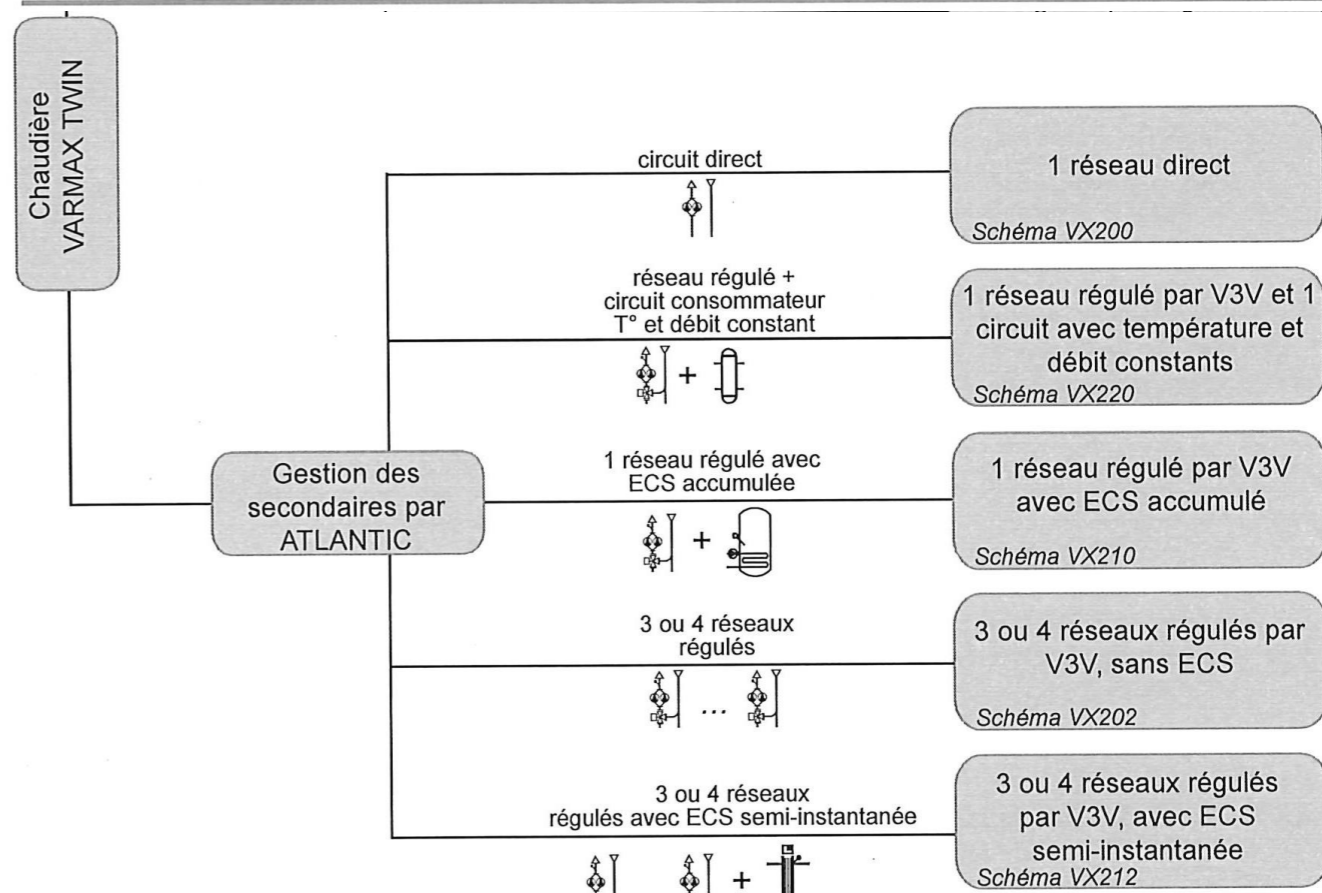 Chaudière
VARMAX TWIN
circuit direct
1 réseau direct
Schéma VX200
réseau régulé +
circuit consommateur
T° et débit constant
+
1 réseau régulé par V3V et 1
circuit avec température et
débit constants
Schéma VX220
Gestion des
secondaires par
ATLANTIC
1 réseau régulé avec
ECS accumulée
+
1 réseau régulé par V3V
avec ECS accumulé
Schéma VX210
3 ou 4 réseaux
régulés
...
3 ou 4 réseaux régulés par
V3V, sans ECS
Schéma VX202
3 ou 4 réseaux
régulés avec ECS semi-instantanée
+
3 ou 4 réseaux régulés
par V3V, avec ECS
semi-instantanée
Schéma VX212